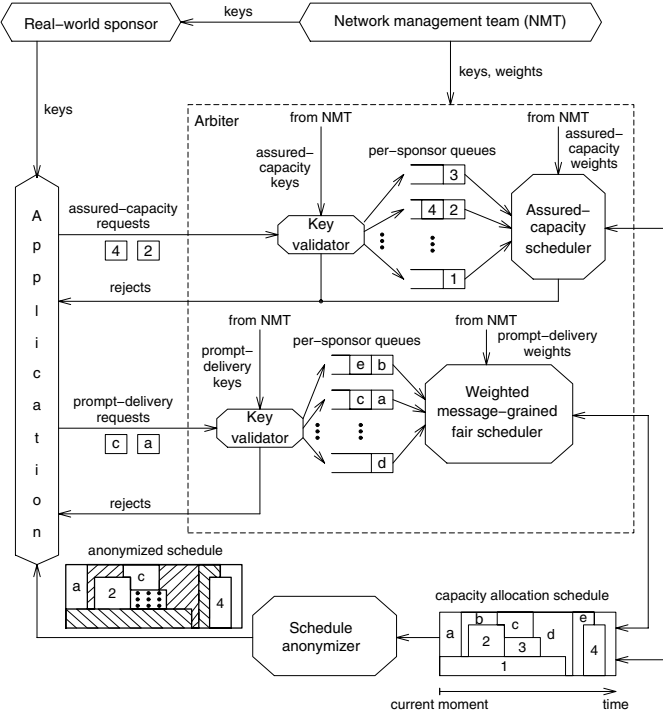 Real-world sponsor
keys
Network management team (NMT)
keys
keys, weights
Arbiter
from NMT
from NMT
assured-
capacity
keys
per-sponsor queues
assured-
capacity
weights
3
4 2
1
Application
assured-capacity
requests
4 2
Key
validator
Assured-
capacity
scheduler
rejects
from NMT
from NMT
prompt-
delivery
keys
per-sponsor queues
prompt-delivery
weights
e b
c a
d
prompt-delivery
requests
c a
Key
validator
Weighted
message-grained
fair scheduler
rejects
anonymized schedule
a 2 c 4
Schedule
anonymizer
capacity allocation schedule
a b c d e
2 3 4
1
current moment
time